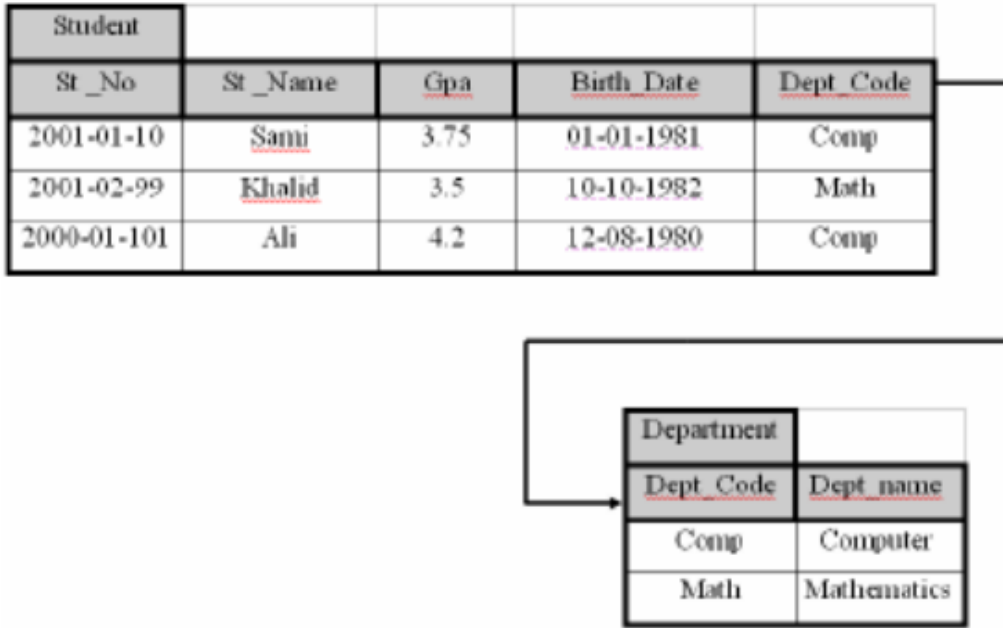 Student
St _No St _Name Gpa Birth_Date Dept_Code
2001-01-10 Sami 3.75 01-01-1981 Comp
2001-02-99 Khalid 3.5 10-10-1982 Math
2000-01-101 Ali 4.2 12-08-1980 Comp
Department
Dept_Code Dept_name
Comp Computer
Math Mathematics